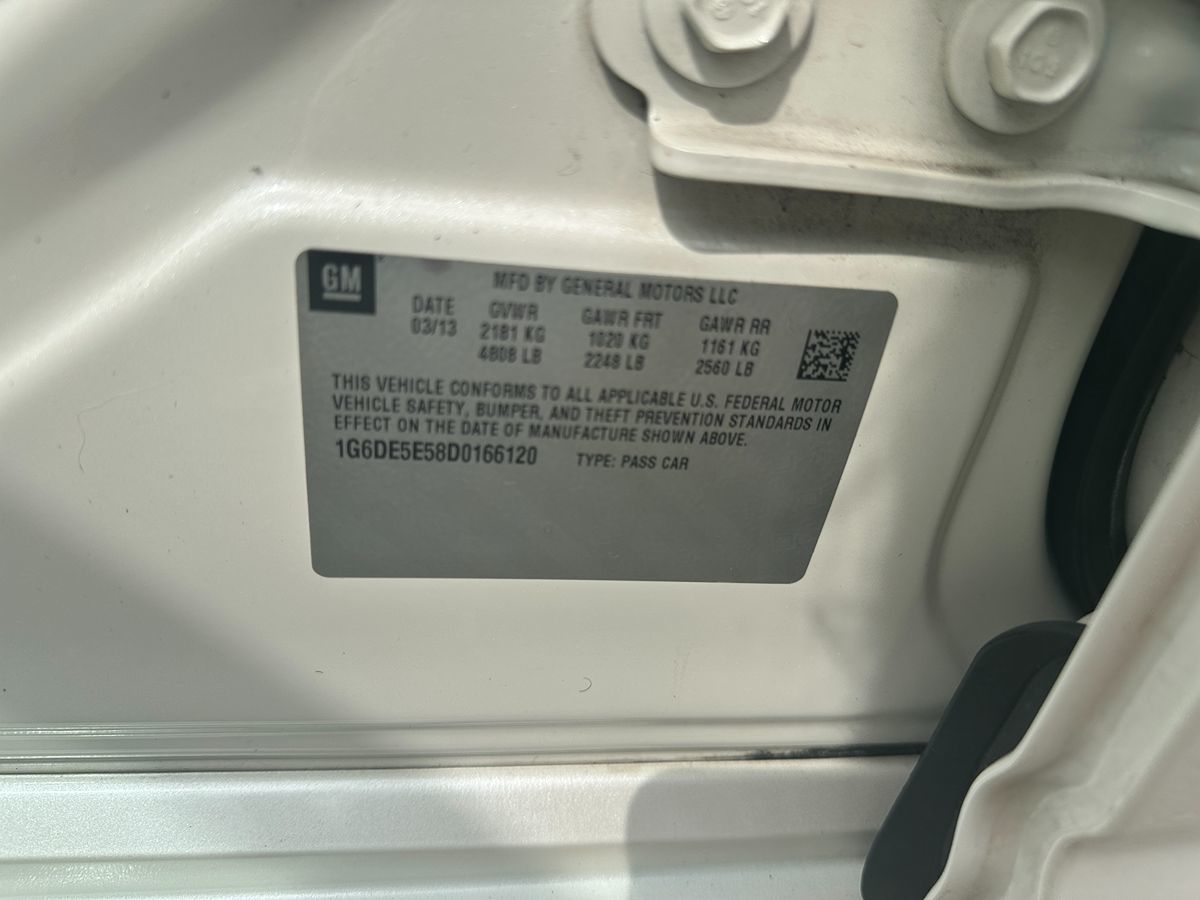 GM
MFD BY GENERAL MOTORS LLC
DATE GVWR GAWR FRT GAWR RR
03/13 2181 KG 1020 KG 1161 KG
4808 LB 2248 LB 2560 LB
THIS VEHICLE CONFORMS TO ALL APPLICABLE U.S. FEDERAL MOTOR
VEHICLE SAFETY, BUMPER, AND THEFT PREVENTION STANDARDS IN
EFFECT ON THE DATE OF MANUFACTURE SHOWN ABOVE.
1G6DE5E58D0166120 TYPE: PASS CAR